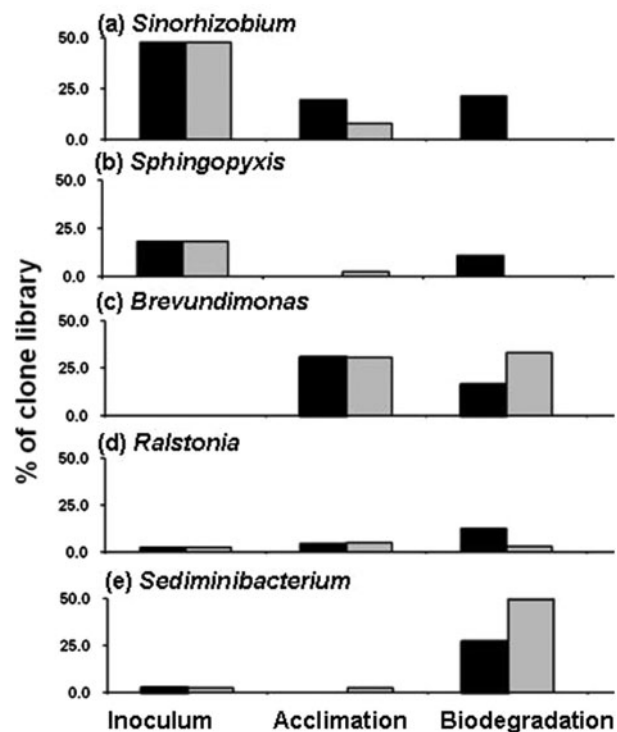 (a) Sinorhizobium
50.0
25.0
0.0
(b) Sphingopyxis
50.0
25.0
0.0
(c) Brevundimonas
50.0
25.0
0.0
(d) Ralstonia
50.0
25.0
0.0
(e) Sediminibacterium
50.0
25.0
0.0
% of clone library
Inoculum Acclimation Biodegradation